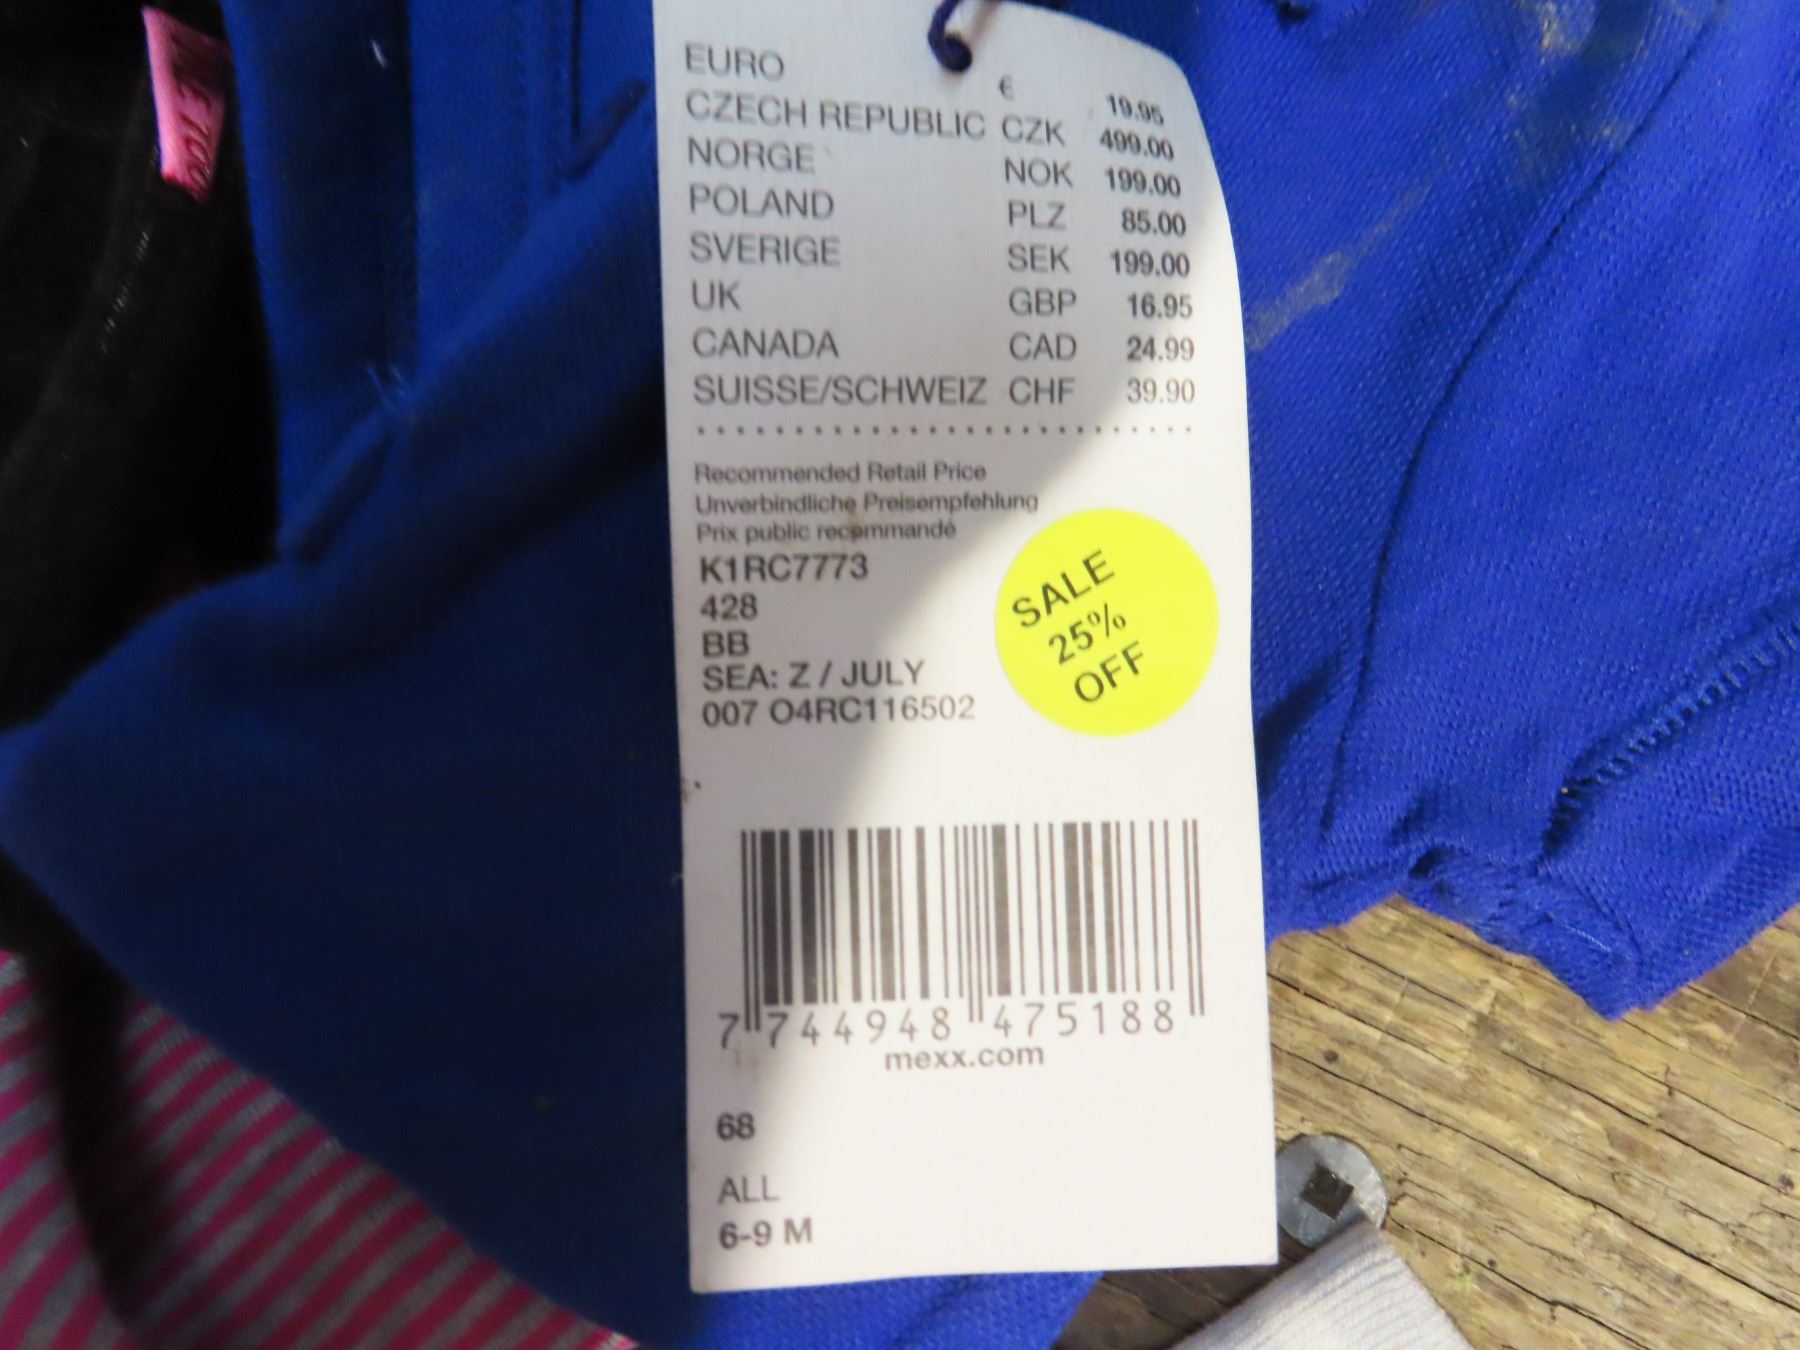 EURO € 19.95
CZECH REPUBLIC CZK 499.00
NORGE NOK 199.00
POLAND PLZ 85.00
SVERIGE SEK 199.00
UK GBP 16.95
CANADA CAD 24.99
SUISSE/SCHWEIZ CHF 39.90
Recommended Retail Price
Unverbindliche Preisempfehlung
Prix public recommandé
K1RC7773
428
BB
SEA: Z / JULY
007 O4RC116502
SALE
25%
OFF
7 744948 475188
mexx.com
68
ALL
6-9 M